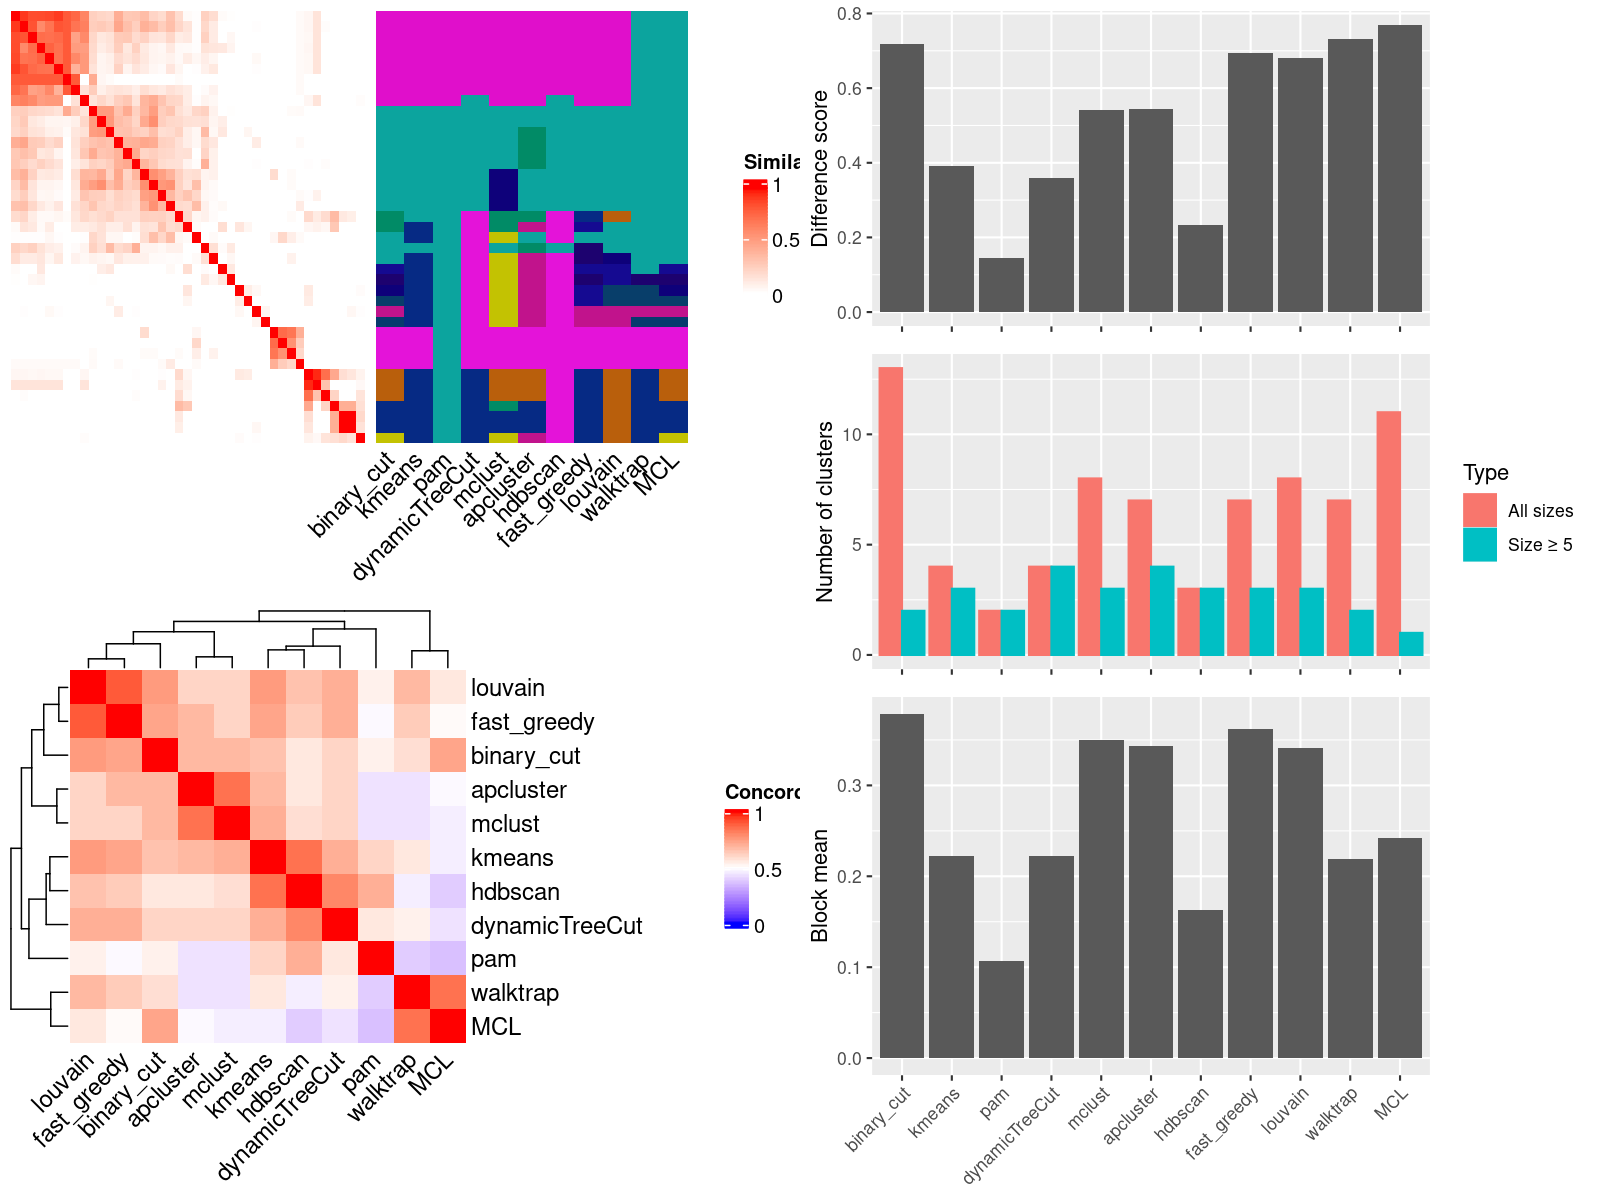 Simila
1
0.5
0
binary_cut
kmeans
pam
dynamicTreeCut
mclust
apcluster
hdbscan
fast_greedy
louvain
walktrap
MCL
louvain
fast_greedy
binary_cut
apcluster
mclust
kmeans
hdbscan
dynamicTreeCut
pam
walktrap
MCL
louvain
fast_greedy
binary_cut
apcluster
mclust
kmeans
hdbscan
dynamicTreeCut
pam
walktrap
MCL
Concord
1
0.5
0
Difference score
0.8
0.6
0.4
0.2
0.0
Number of clusters
10
5
0
Type
All sizes
Size ≥ 5
Block mean
0.3
0.2
0.1
0.0
binary_cut
kmeans
pam
dynamicTreeCut
mclust
apcluster
hdbscan
fast_greedy
louvain
walktrap
MCL